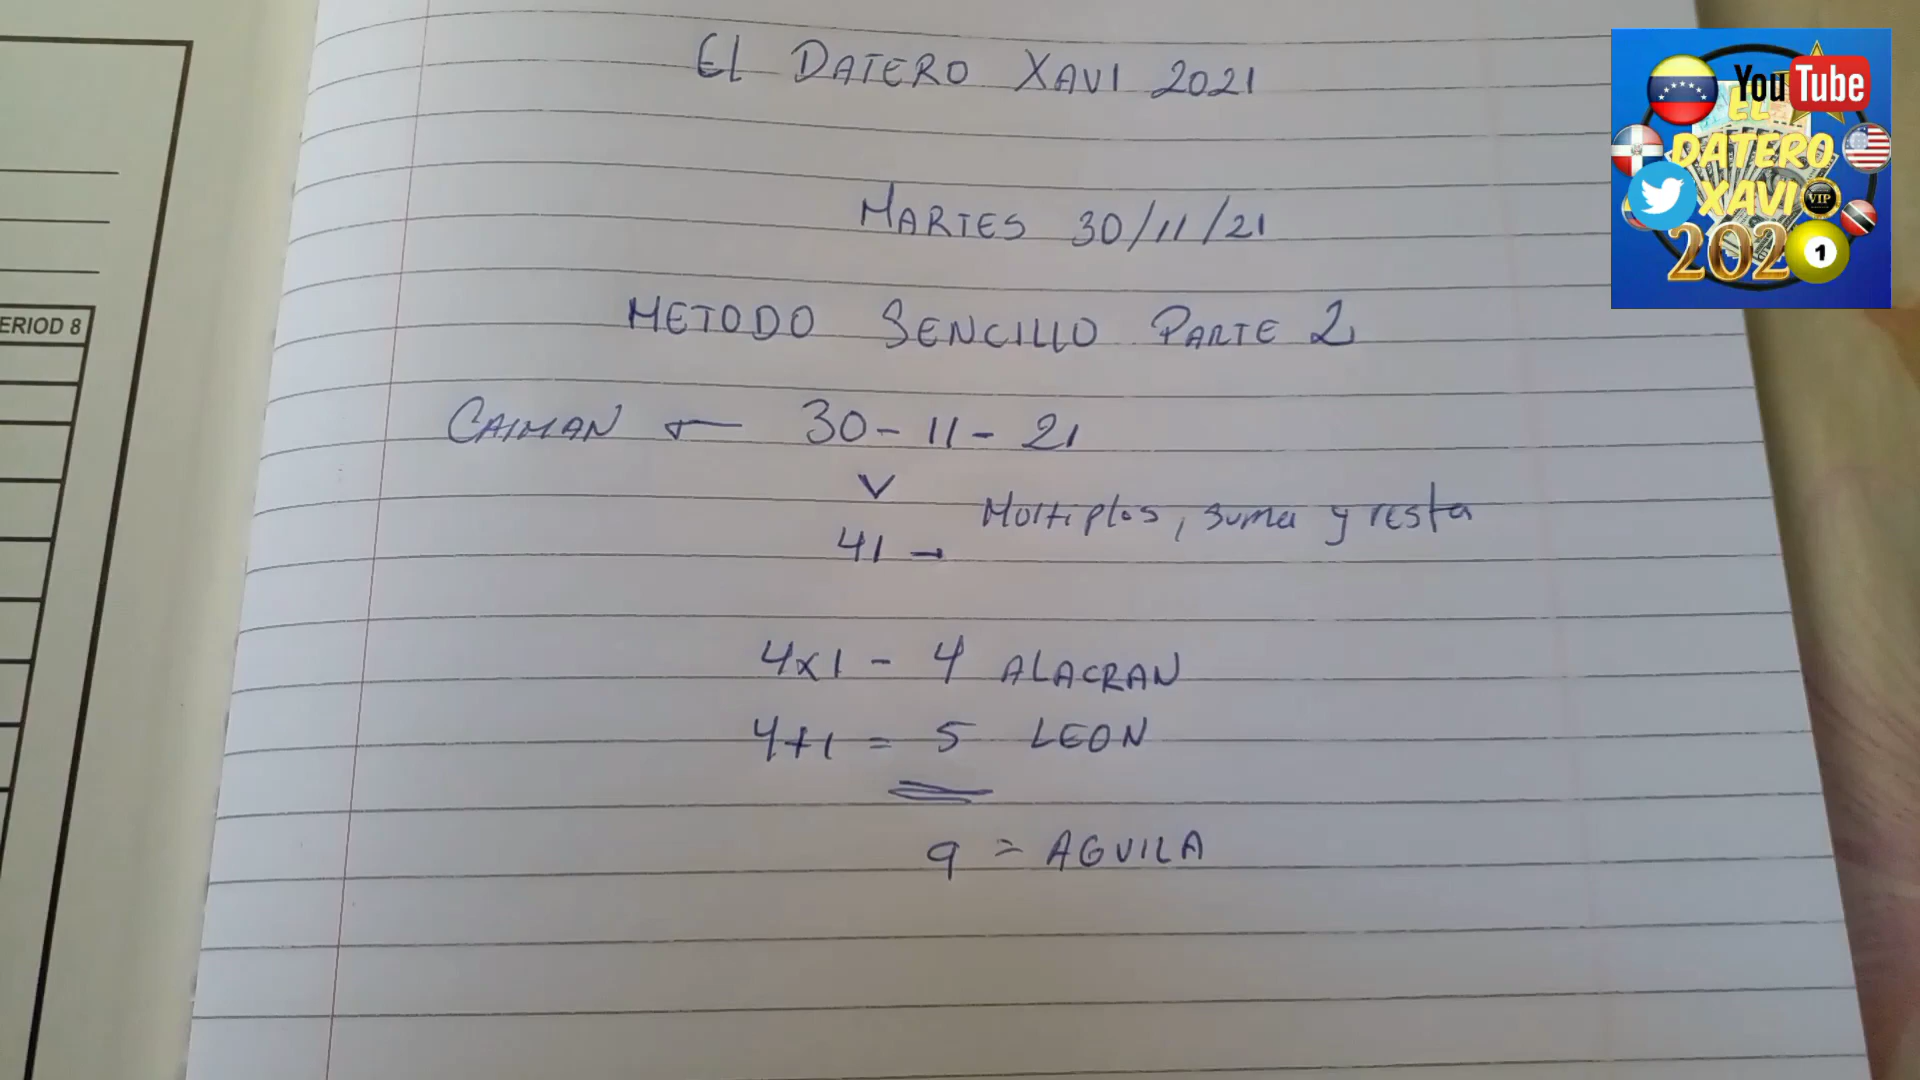 El DATERO XAVI 2021
MARTES 30/11/21
METODO SENCILLO PARTE 2
CAIMAN ← 30-11-21
V
Multiplos, suma y resta
41 →
4x1 - 4 ALACRAN
4+1 = 5 LEON
9 = AGUILA
ERIOD 8
YouTube
EL
DATERO
XAVI
VIP
2021